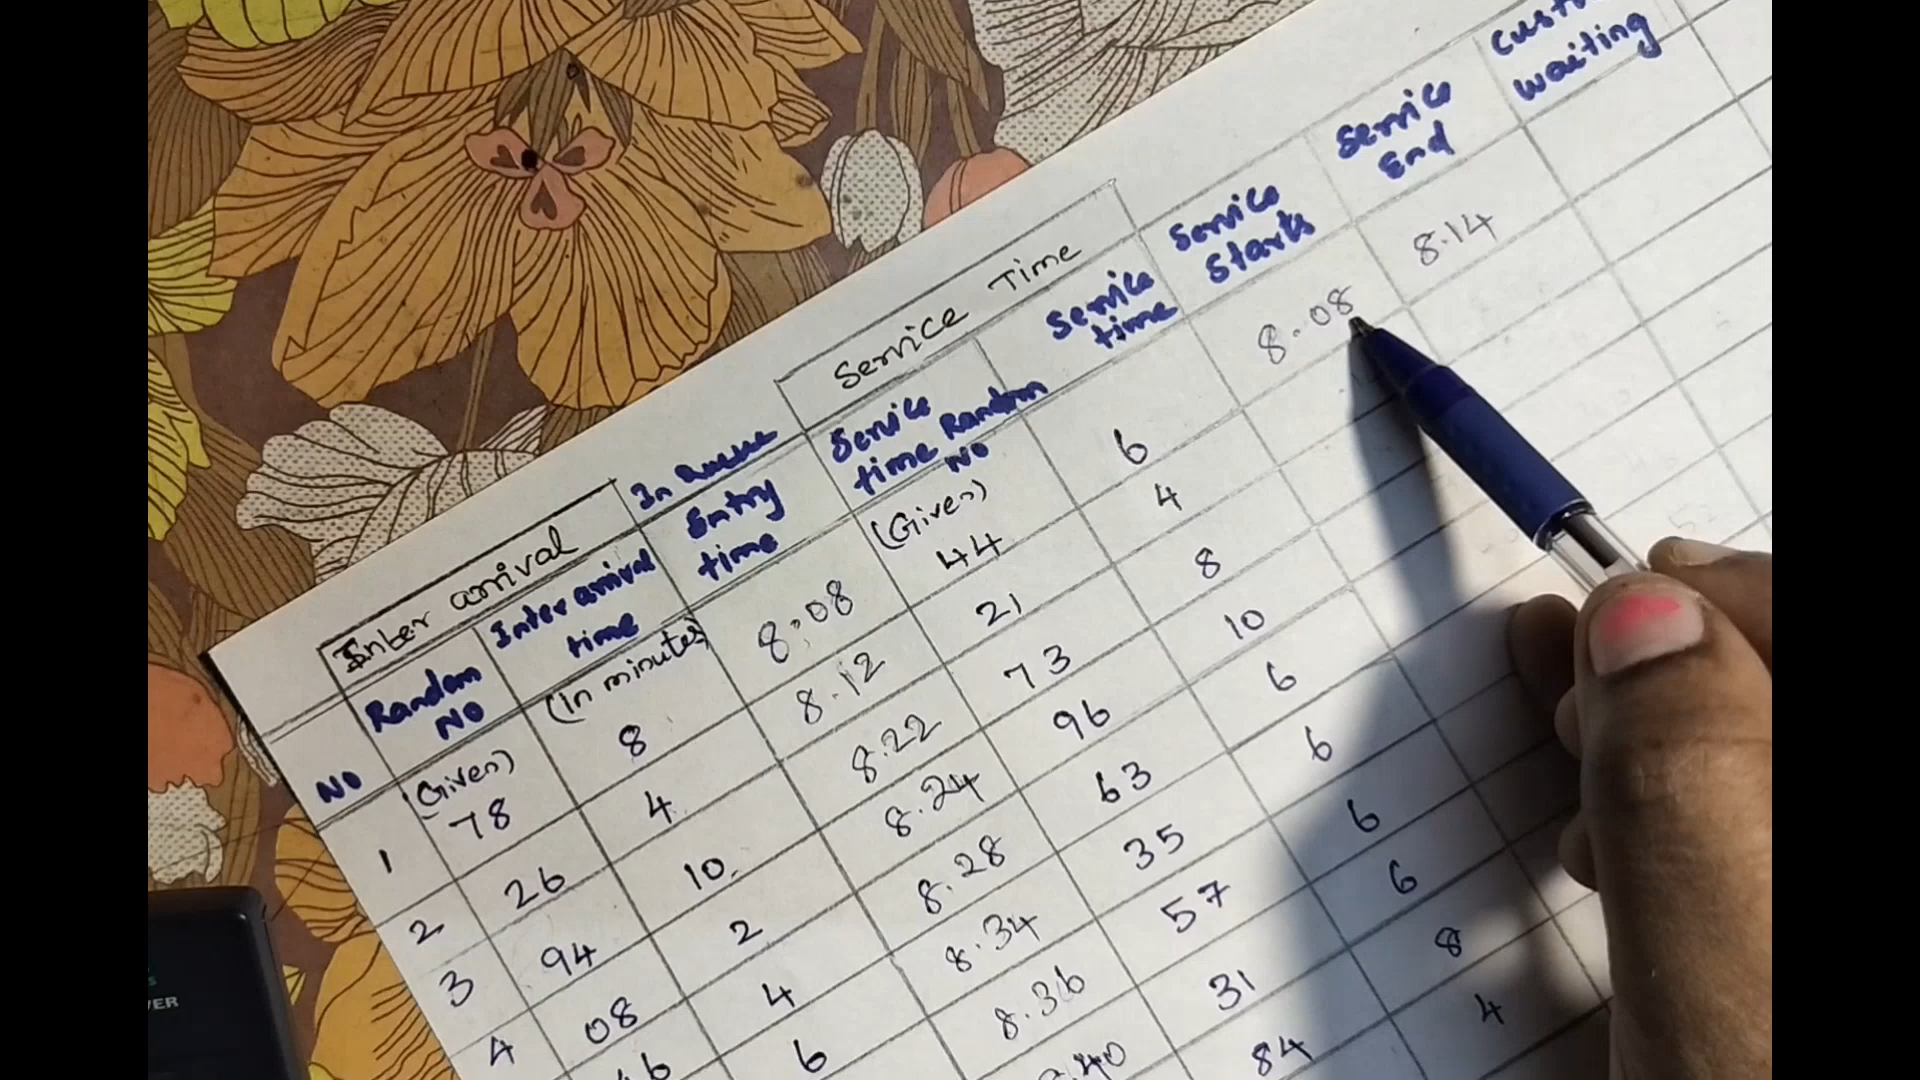 Inter arrival
Service Time
NO
Random NO (Given)
Inter arrival time (In minutes)
In Queue Entry time
Service time Random NO (Given)
Service time
Service Starts
Service End
waiting
1 78 8 8:08 44 6 8.08 8.14
2 26 4 8.12 21 4
3 94 10 8.22 73 8
4 08 2 8.24 96 10
4 8.28 63 6
6 8.34 35 6
8.36 57 6
31 6
84 8
4